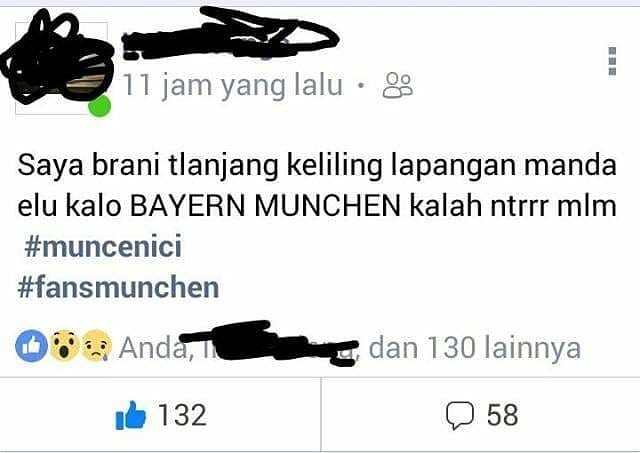 11 jam yang lalu
Saya brani tlanjang keliling lapangan manda
elu kalo BAYERN MUNCHEN kalah ntrrr mlm
#muncenici
#fansmunchen
Anda, dan 130 lainnya
132 58